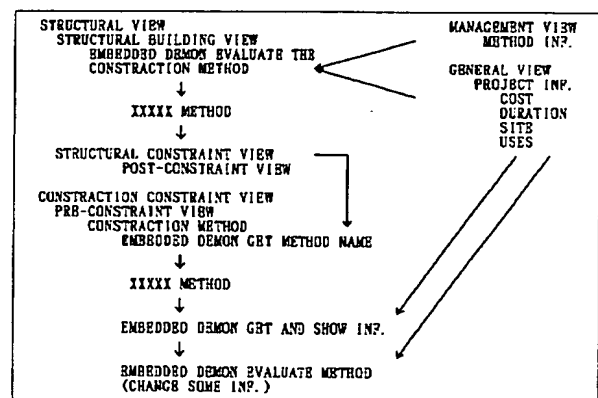 STRUCTURAL VIEW
STRUCTURAL BUILDING VIEW
EMBEDDED DEMON EVALUATE THE
CONSTRACTION METHOD
XXXXX METHOD
STRUCTURAL CONSTRAINT VIEW
POST-CONSTRAINT VIEW
CONSTRACTION CONSTRAINT VIEW
PRE-CONSTRAINT VIEW
CONSTRACTION METHOD
EMBEDDED DEMON GET METHOD NAME
XXXXX METHOD
EMBEDDED DEMON GET AND SHOW INF.
EMBEDDED DEMON EVALUATE METHOD
(CHANGE SOME INF.)
MANAGEMENT VIEW
METHOD INF.
GENERAL VIEW
PROJECT INF.
COST
DURATION
SITE
USES